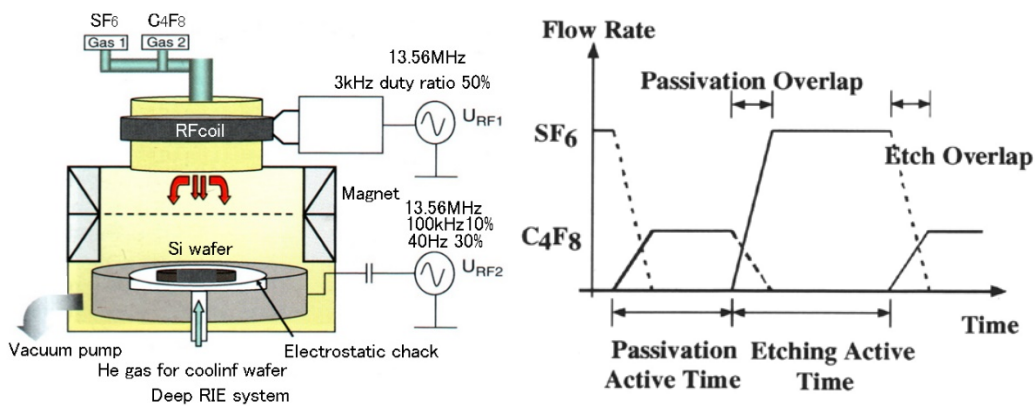 SF6
C4F8
Gas 1
Gas 2
13.56MHz
3kHz duty ratio 50%
RFcoil
URF1
Magnet
13.56MHz
100kHz10%
40Hz 30%
Si wafer
URF2
Vacuum pump
Electrostatic chack
He gas for coolinf wafer
Deep RIE system
Flow Rate
Passivation Overlap
SF6
Etch Overlap
C4F8
Time
Passivation
Active Time
Etching Active
Time